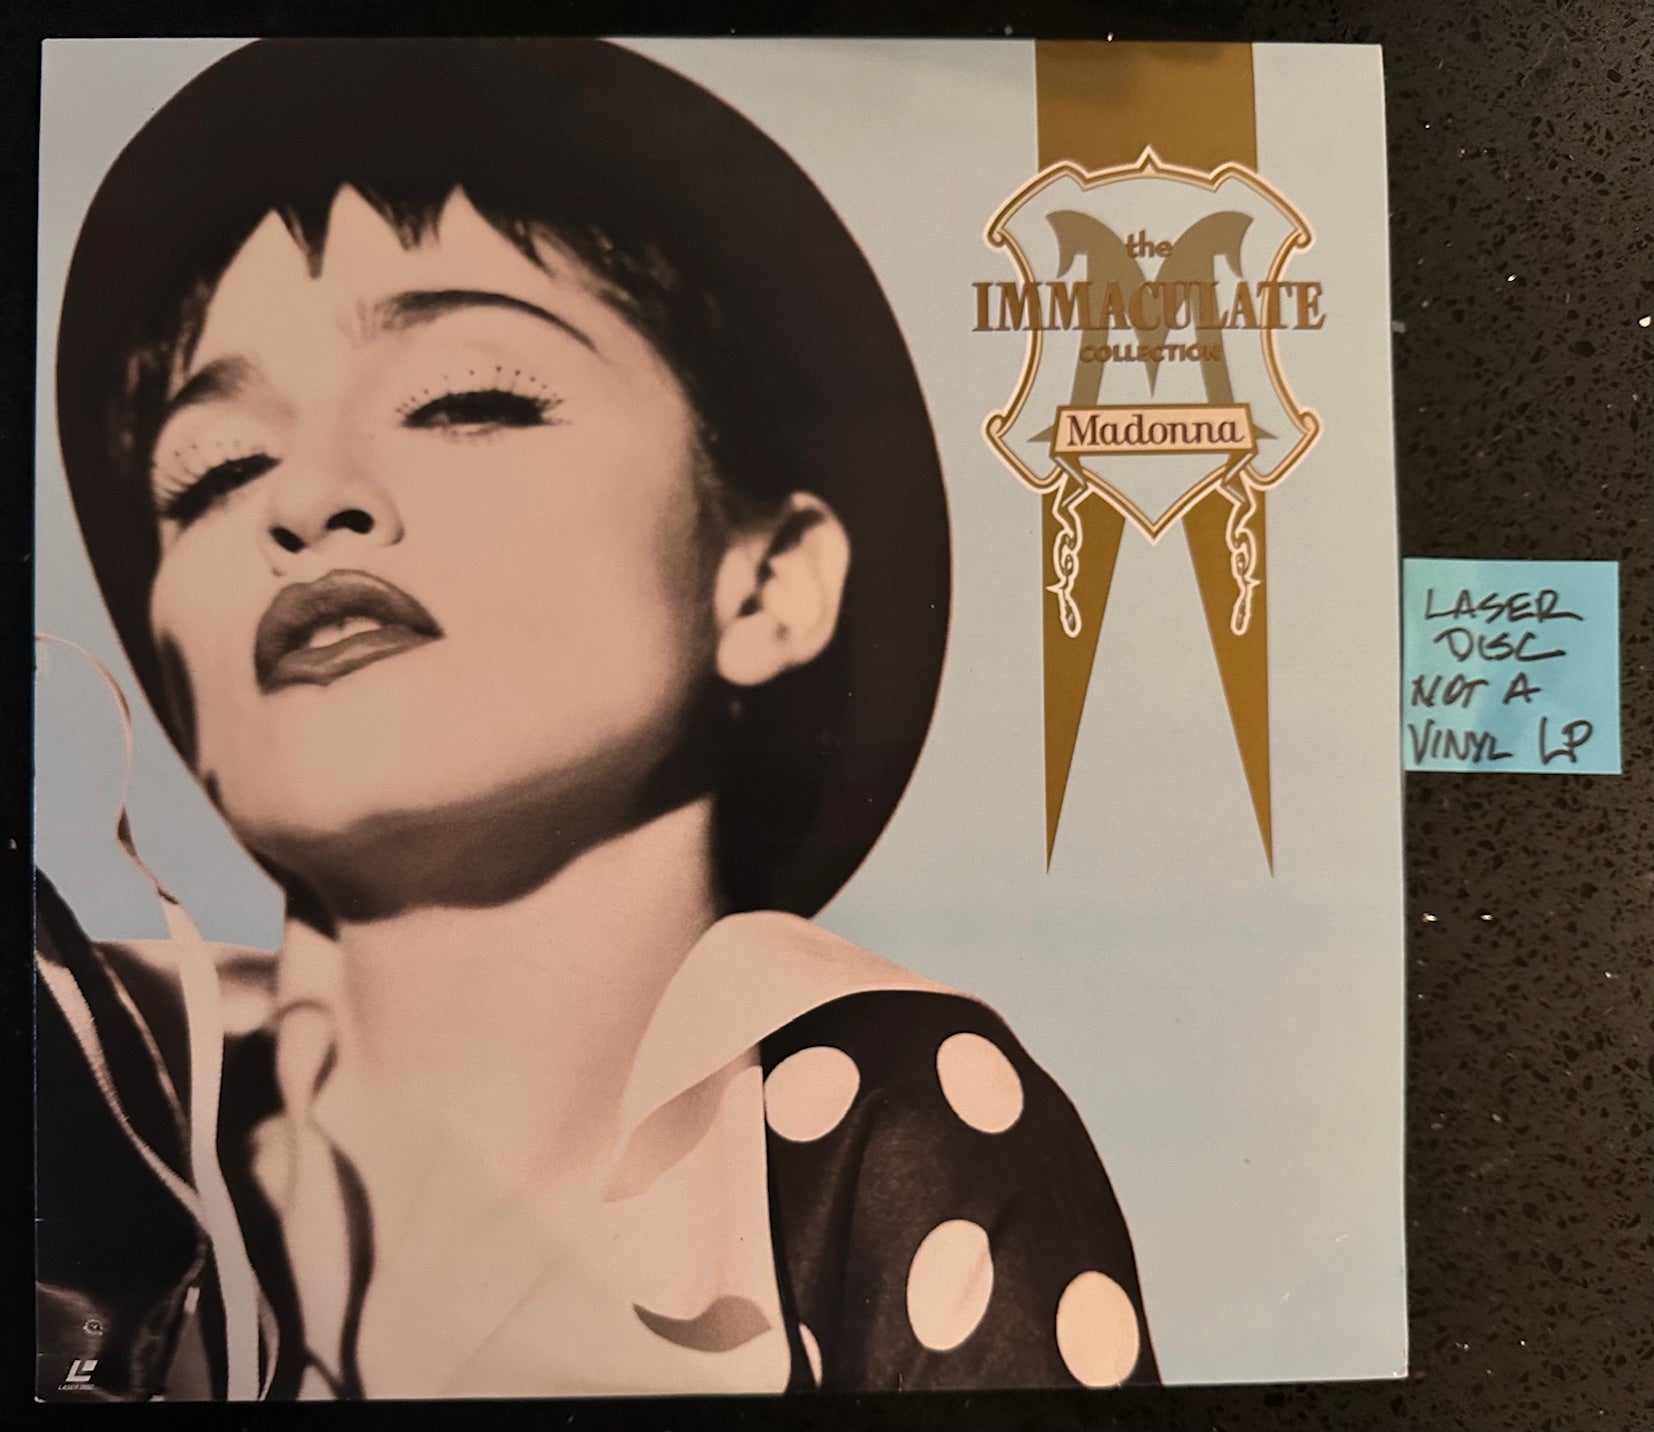 the
IMMACULATE
COLLECTION
Madonna
LASER
DISC
NOT A
VINYL LP
LASER DISC